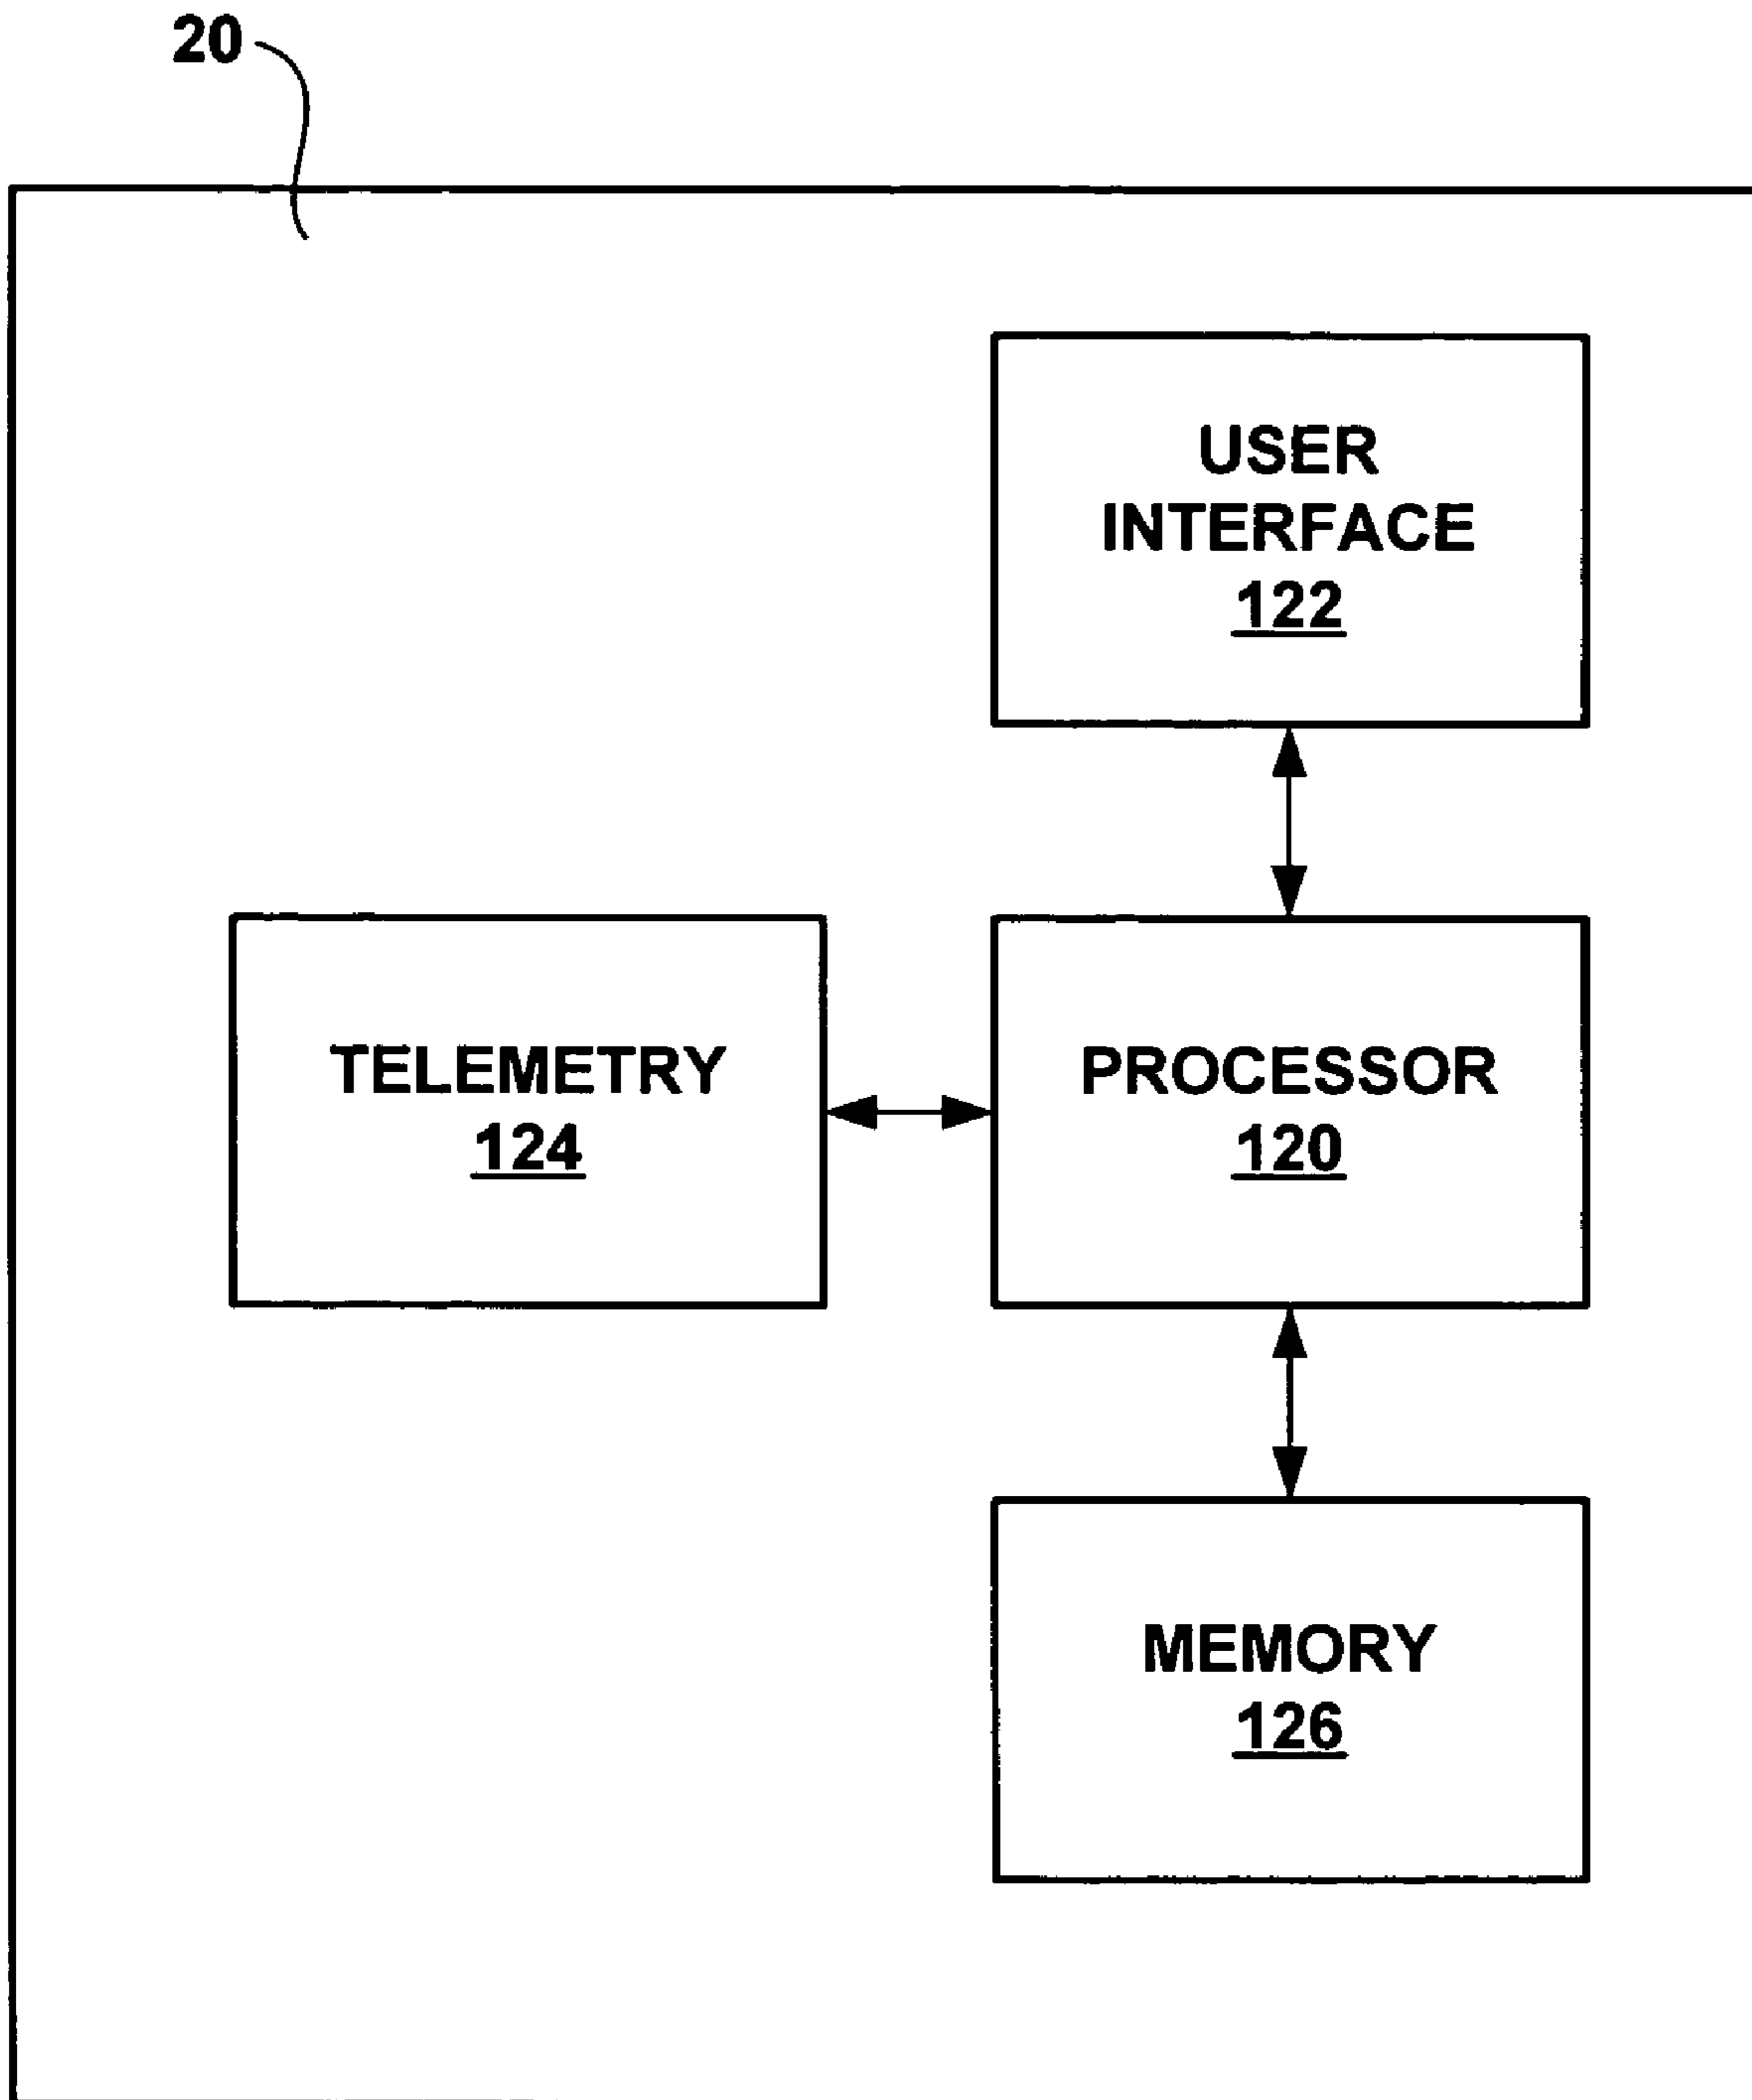 20
USER
INTERFACE
122
TELEMETRY
124
PROCESSOR
120
MEMORY
126